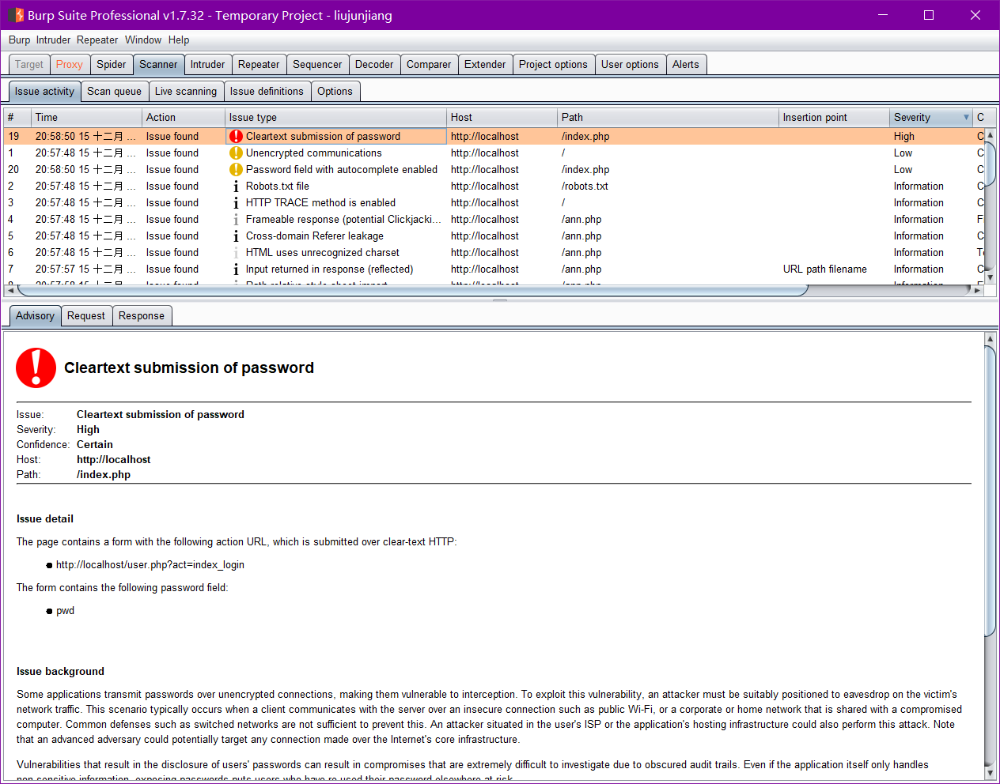 Burp Suite Professional v1.7.32 - Temporary Project - liujunjiang
Burp Intruder Repeater Window Help
Target Proxy Spider Scanner Intruder Repeater Sequencer Decoder Comparer Extender Project options User options Alerts
Issue activity Scan queue Live scanning Issue definitions Options
# Time Action Issue type Host Path Insertion point Severity C
19 20:58:50 15 十二月 ... Issue found Cleartext submission of password http://localhost /index.php High C
1 20:57:48 15 十二月 ... Issue found Unencrypted communications http://localhost / Low C
20 20:58:50 15 十二月 ... Issue found Password field with autocomplete enabled http://localhost /index.php Low C
2 20:57:48 15 十二月 ... Issue found Robots.txt file http://localhost /robots.txt Information C
3 20:57:48 15 十二月 ... Issue found HTTP TRACE method is enabled http://localhost / Information C
4 20:57:48 15 十二月 ... Issue found Frameable response (potential Clickjacki... http://localhost /ann.php Information F
5 20:57:48 15 十二月 ... Issue found Cross-domain Referer leakage http://localhost /ann.php Information C
6 20:57:48 15 十二月 ... Issue found HTML uses unrecognized charset http://localhost /ann.php Information Te
7 20:57:57 15 十二月 ... Issue found Input returned in response (reflected) http://localhost /ann.php URL path filename Information C
Advisory Request Response
Cleartext submission of password
Issue: Cleartext submission of password
Severity: High
Confidence: Certain
Host: http://localhost
Path: /index.php
Issue detail
The page contains a form with the following action URL, which is submitted over clear-text HTTP:
http://localhost/user.php?act=index_login
The form contains the following password field:
pwd
Issue background
Some applications transmit passwords over unencrypted connections, making them vulnerable to interception. To exploit this vulnerability, an attacker must be suitably positioned to eavesdrop on the victim's
network traffic. This scenario typically occurs when a client communicates with the server over an insecure connection such as public Wi-Fi, or a corporate or home network that is shared with a compromised
computer. Common defenses such as switched networks are not sufficient to prevent this. An attacker situated in the user's ISP or the application's hosting infrastructure could also perform this attack. Note
that an advanced adversary could potentially target any connection made over the Internet's core infrastructure.
Vulnerabilities that result in the disclosure of users' passwords can result in compromises that are extremely difficult to investigate due to obscured audit trails. Even if the application itself only handles
non-sensitive information, exposing passwords puts users who have re-used their password elsewhere at risk.